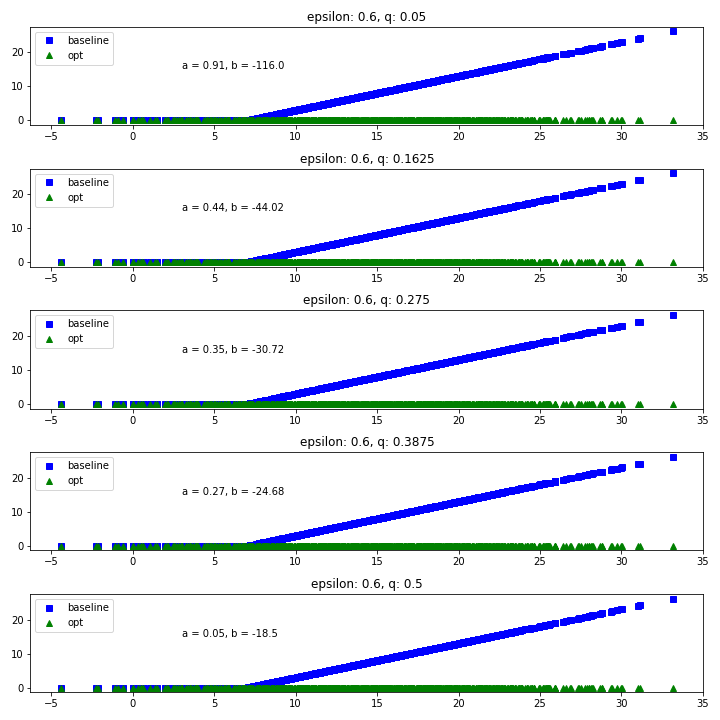 epsilon: 0.6, q: 0.05
baseline
opt
a = 0.91, b = -116.0
20
10
0
−5 0 5 10 15 20 25 30 35
epsilon: 0.6, q: 0.1625
baseline
opt
a = 0.44, b = -44.02
20
10
0
−5 0 5 10 15 20 25 30 35
epsilon: 0.6, q: 0.275
baseline
opt
a = 0.35, b = -30.72
20
10
0
−5 0 5 10 15 20 25 30 35
epsilon: 0.6, q: 0.3875
baseline
opt
a = 0.27, b = -24.68
20
10
0
−5 0 5 10 15 20 25 30 35
epsilon: 0.6, q: 0.5
baseline
opt
a = 0.05, b = -18.5
20
10
0
−5 0 5 10 15 20 25 30 35